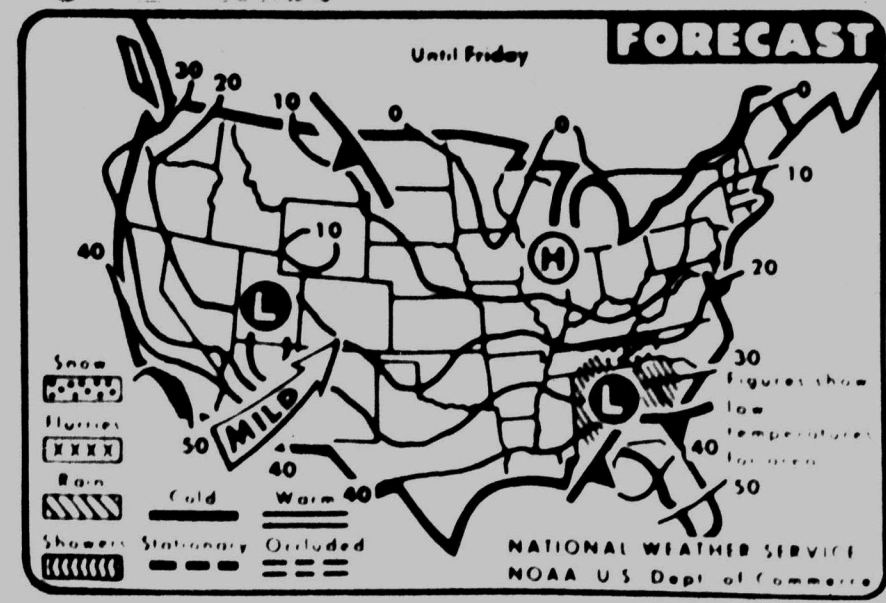 FORECAST
Until Friday
30
20
10
0
0
0
10
10
40
L
H
20
Snow
30
Figures show
low
temperatures
for area
MILD
L
Flurries
50
40
40
40
50
Rain
Cold
Warm
Showers
Stationary
Occluded
NATIONAL WEATHER SERVICE
NOAA U S Dept of Commerce